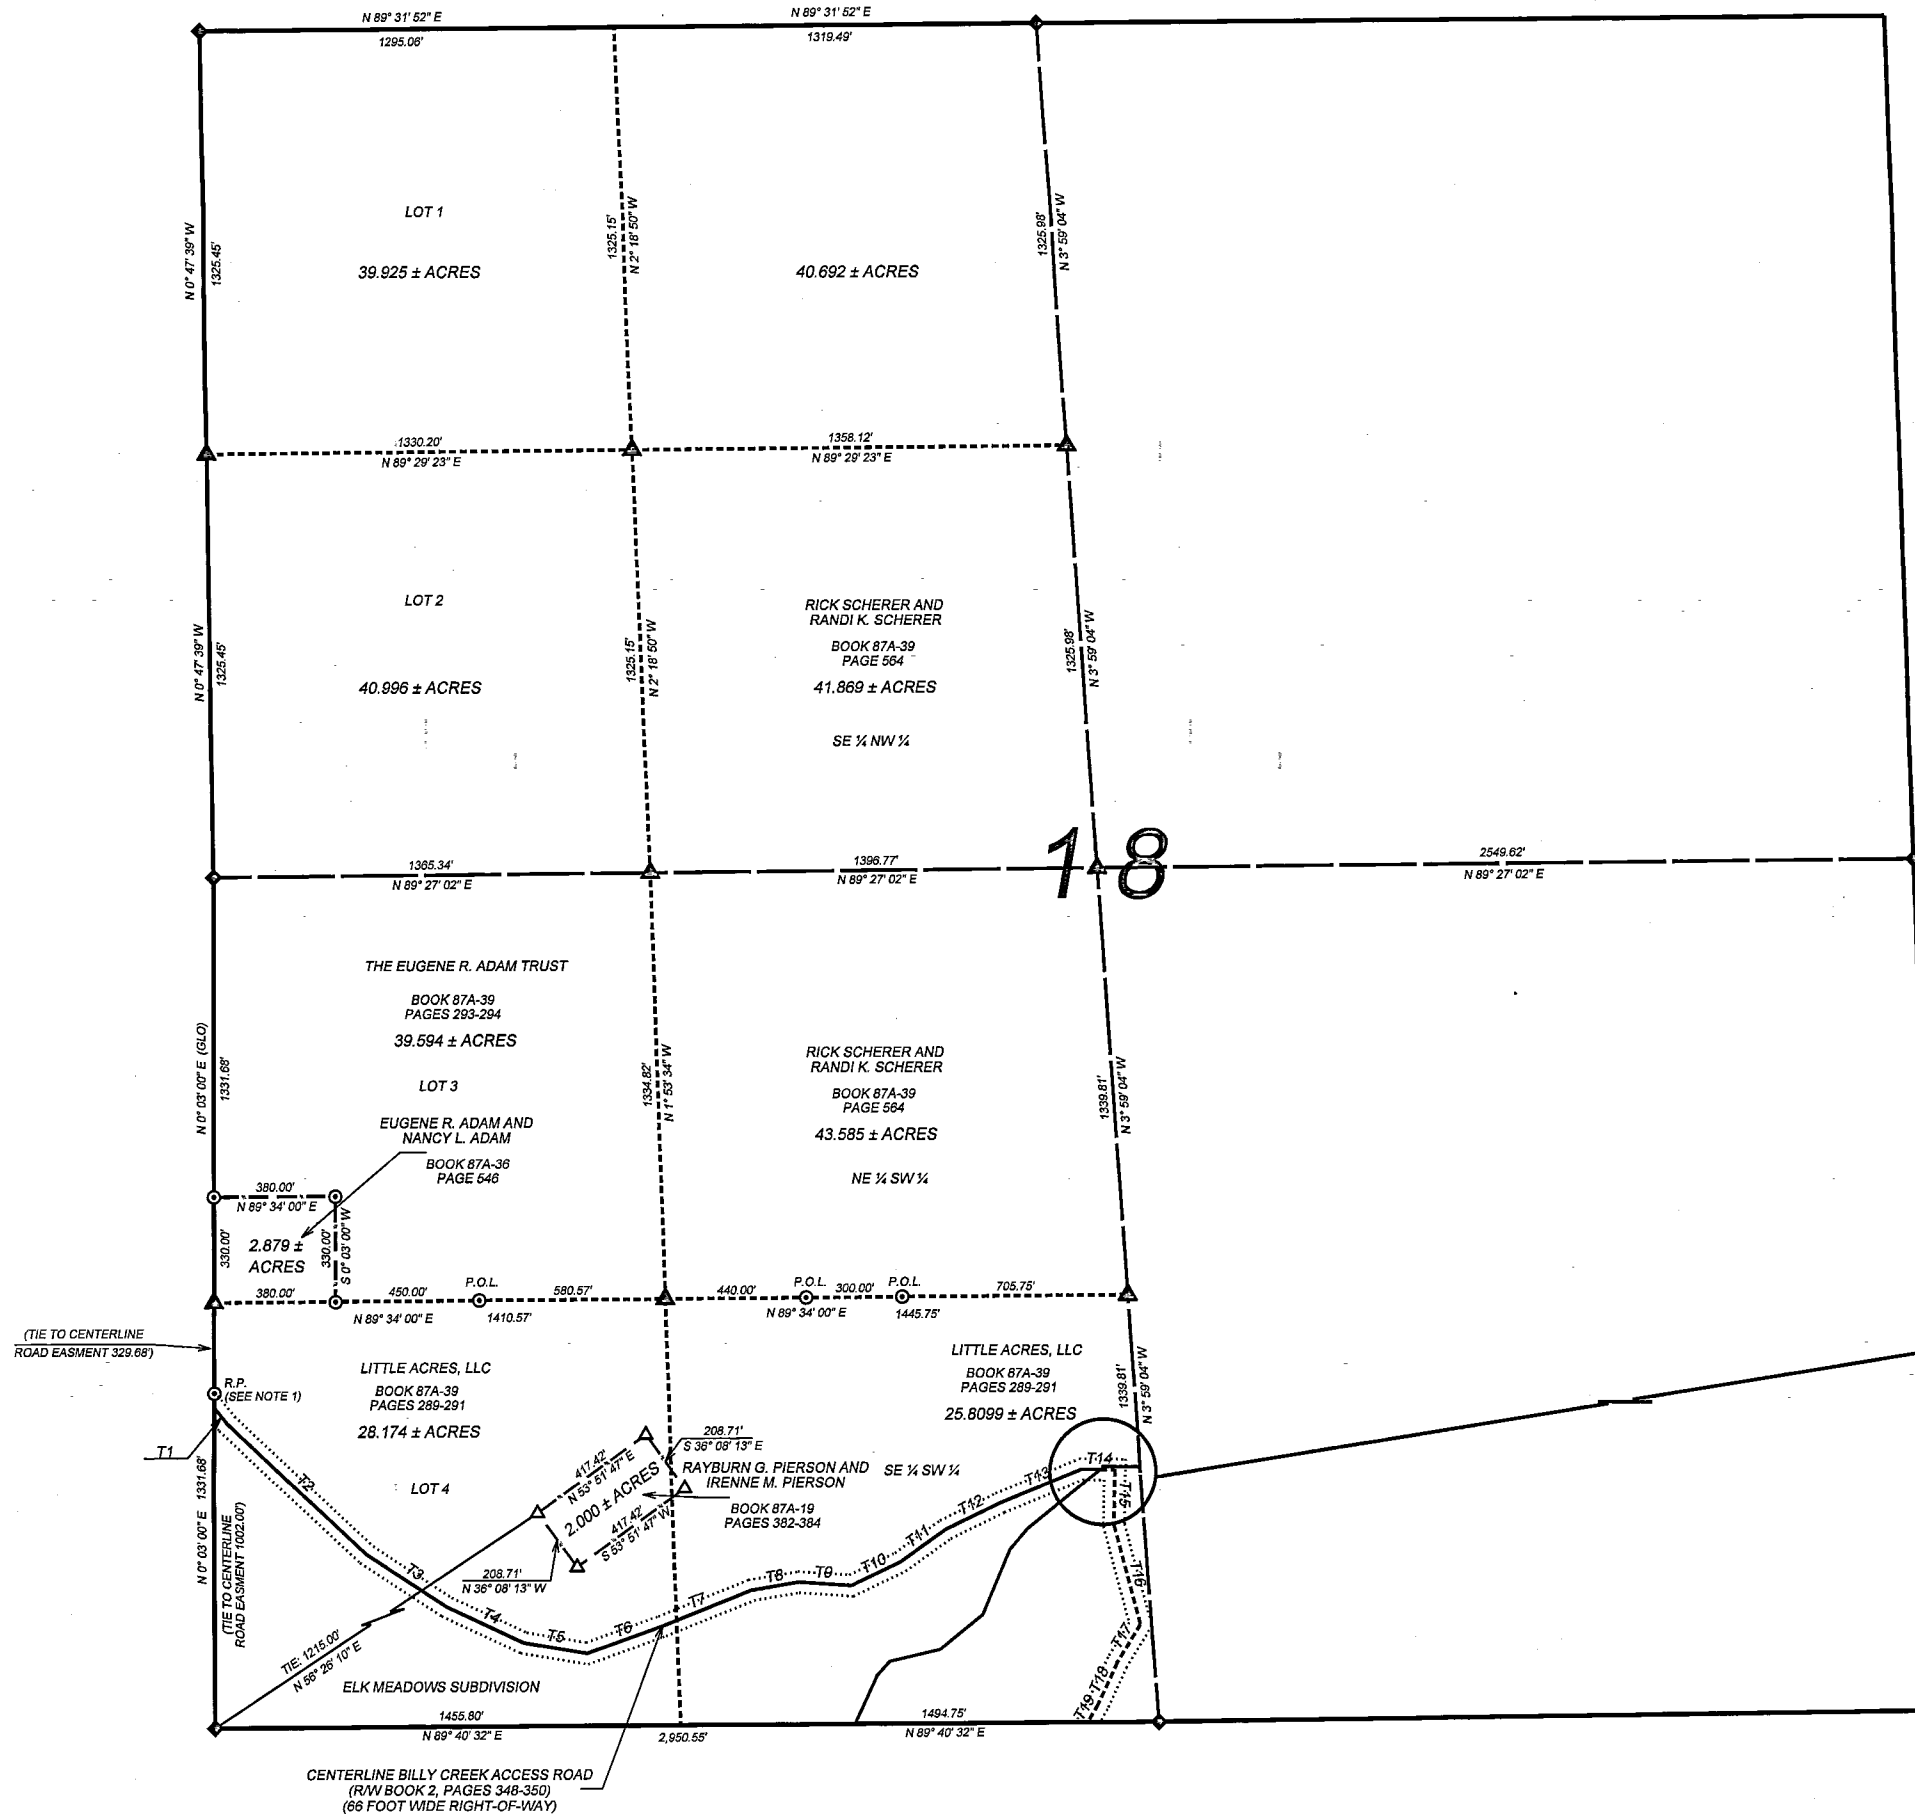 N 89° 31' 52" E
1295.06'
N 89° 31' 52" E
1319.49'
N 0° 47' 39" W
1325.45'
LOT 1
39.925 ± ACRES
1325.15'
N 2° 18' 50" W
40.692 ± ACRES
1325.98'
N 3° 59' 04" W
1330.20'
N 89° 29' 23" E
1358.12'
N 89° 29' 23" E
N 0° 47' 39" W
1325.45'
LOT 2
40.996 ± ACRES
1325.15'
N 2° 18' 50" W
RICK SCHERER AND
RANDI K. SCHERER
BOOK 87A-39
PAGE 564
41.869 ± ACRES
SE ¼ NW ¼
1325.98'
N 3° 59' 04" W
18
1365.34'
N 89° 27' 02" E
1396.77'
N 89° 27' 02" E
2549.62'
N 89° 27' 02" E
N 0° 03' 00" E (GLO)
1331.68'
THE EUGENE R. ADAM TRUST
BOOK 87A-39
PAGES 293-294
39.594 ± ACRES
LOT 3
EUGENE R. ADAM AND
NANCY L. ADAM
BOOK 87A-36
PAGE 546
1334.82'
N 1° 53' 34" W
RICK SCHERER AND
RANDI K. SCHERER
BOOK 87A-39
PAGE 564
43.585 ± ACRES
NE ¼ SW ¼
1339.81'
N 3° 59' 04" W
380.00'
N 89° 34' 00" E
330.00'
2.879 ±
ACRES
330.00'
S 0° 03' 00" W
380.00'
450.00'
P.O.L.
580.57'
N 89° 34' 00" E
1410.57'
440.00'
P.O.L.
300.00'
P.O.L.
705.75'
N 89° 34' 00" E
1445.75'
(TIE TO CENTERLINE
ROAD EASMENT 329.68')
R.P.
(SEE NOTE 1)
T1
LITTLE ACRES, LLC
BOOK 87A-39
PAGES 289-291
28.174 ± ACRES
LOT 4
LITTLE ACRES, LLC
BOOK 87A-39
PAGES 289-291
25.8099 ± ACRES
1339.81'
N 3° 59' 04" W
N 0° 03' 00" E 1331.68'
(TIE TO CENTERLINE
ROAD EASMENT 1002.00')
417.42'
N 53° 51' 47" E
208.71'
S 36° 08' 13" E
2.000 ± ACRES
417.42'
S 53° 51' 47" W
208.71'
N 36° 08' 13" W
RAYBURN G. PIERSON AND
IRENNE M. PIERSON
BOOK 87A-19
PAGES 382-384
SE ¼ SW ¼
T2
T3
T4
T5
T6
T7
T8
T9
T10
T11
T12
T13
T14
T15
T16
T17
T18
T19
TIE: 1215.00'
N 56° 26' 10" E
ELK MEADOWS SUBDIVISION
1455.80'
N 89° 40' 32" E
2,950.55'
1494.75'
N 89° 40' 32" E
CENTERLINE BILLY CREEK ACCESS ROAD
(R/W BOOK 2, PAGES 348-350)
(66 FOOT WIDE RIGHT-OF-WAY)